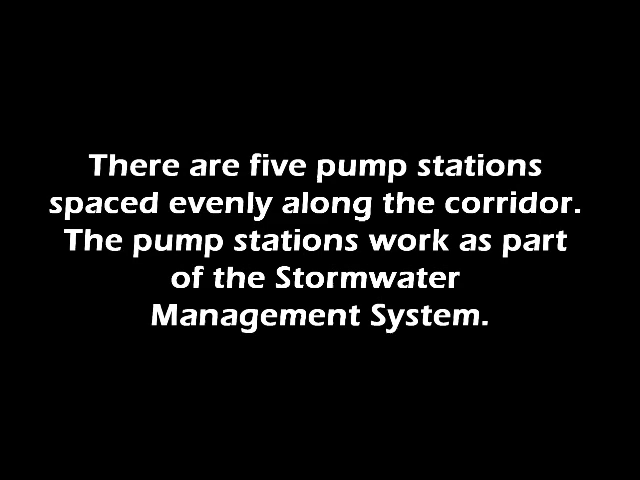 There are five pump stations
spaced evenly along the corridor.
The pump stations work as part
of the Stormwater
Management System.